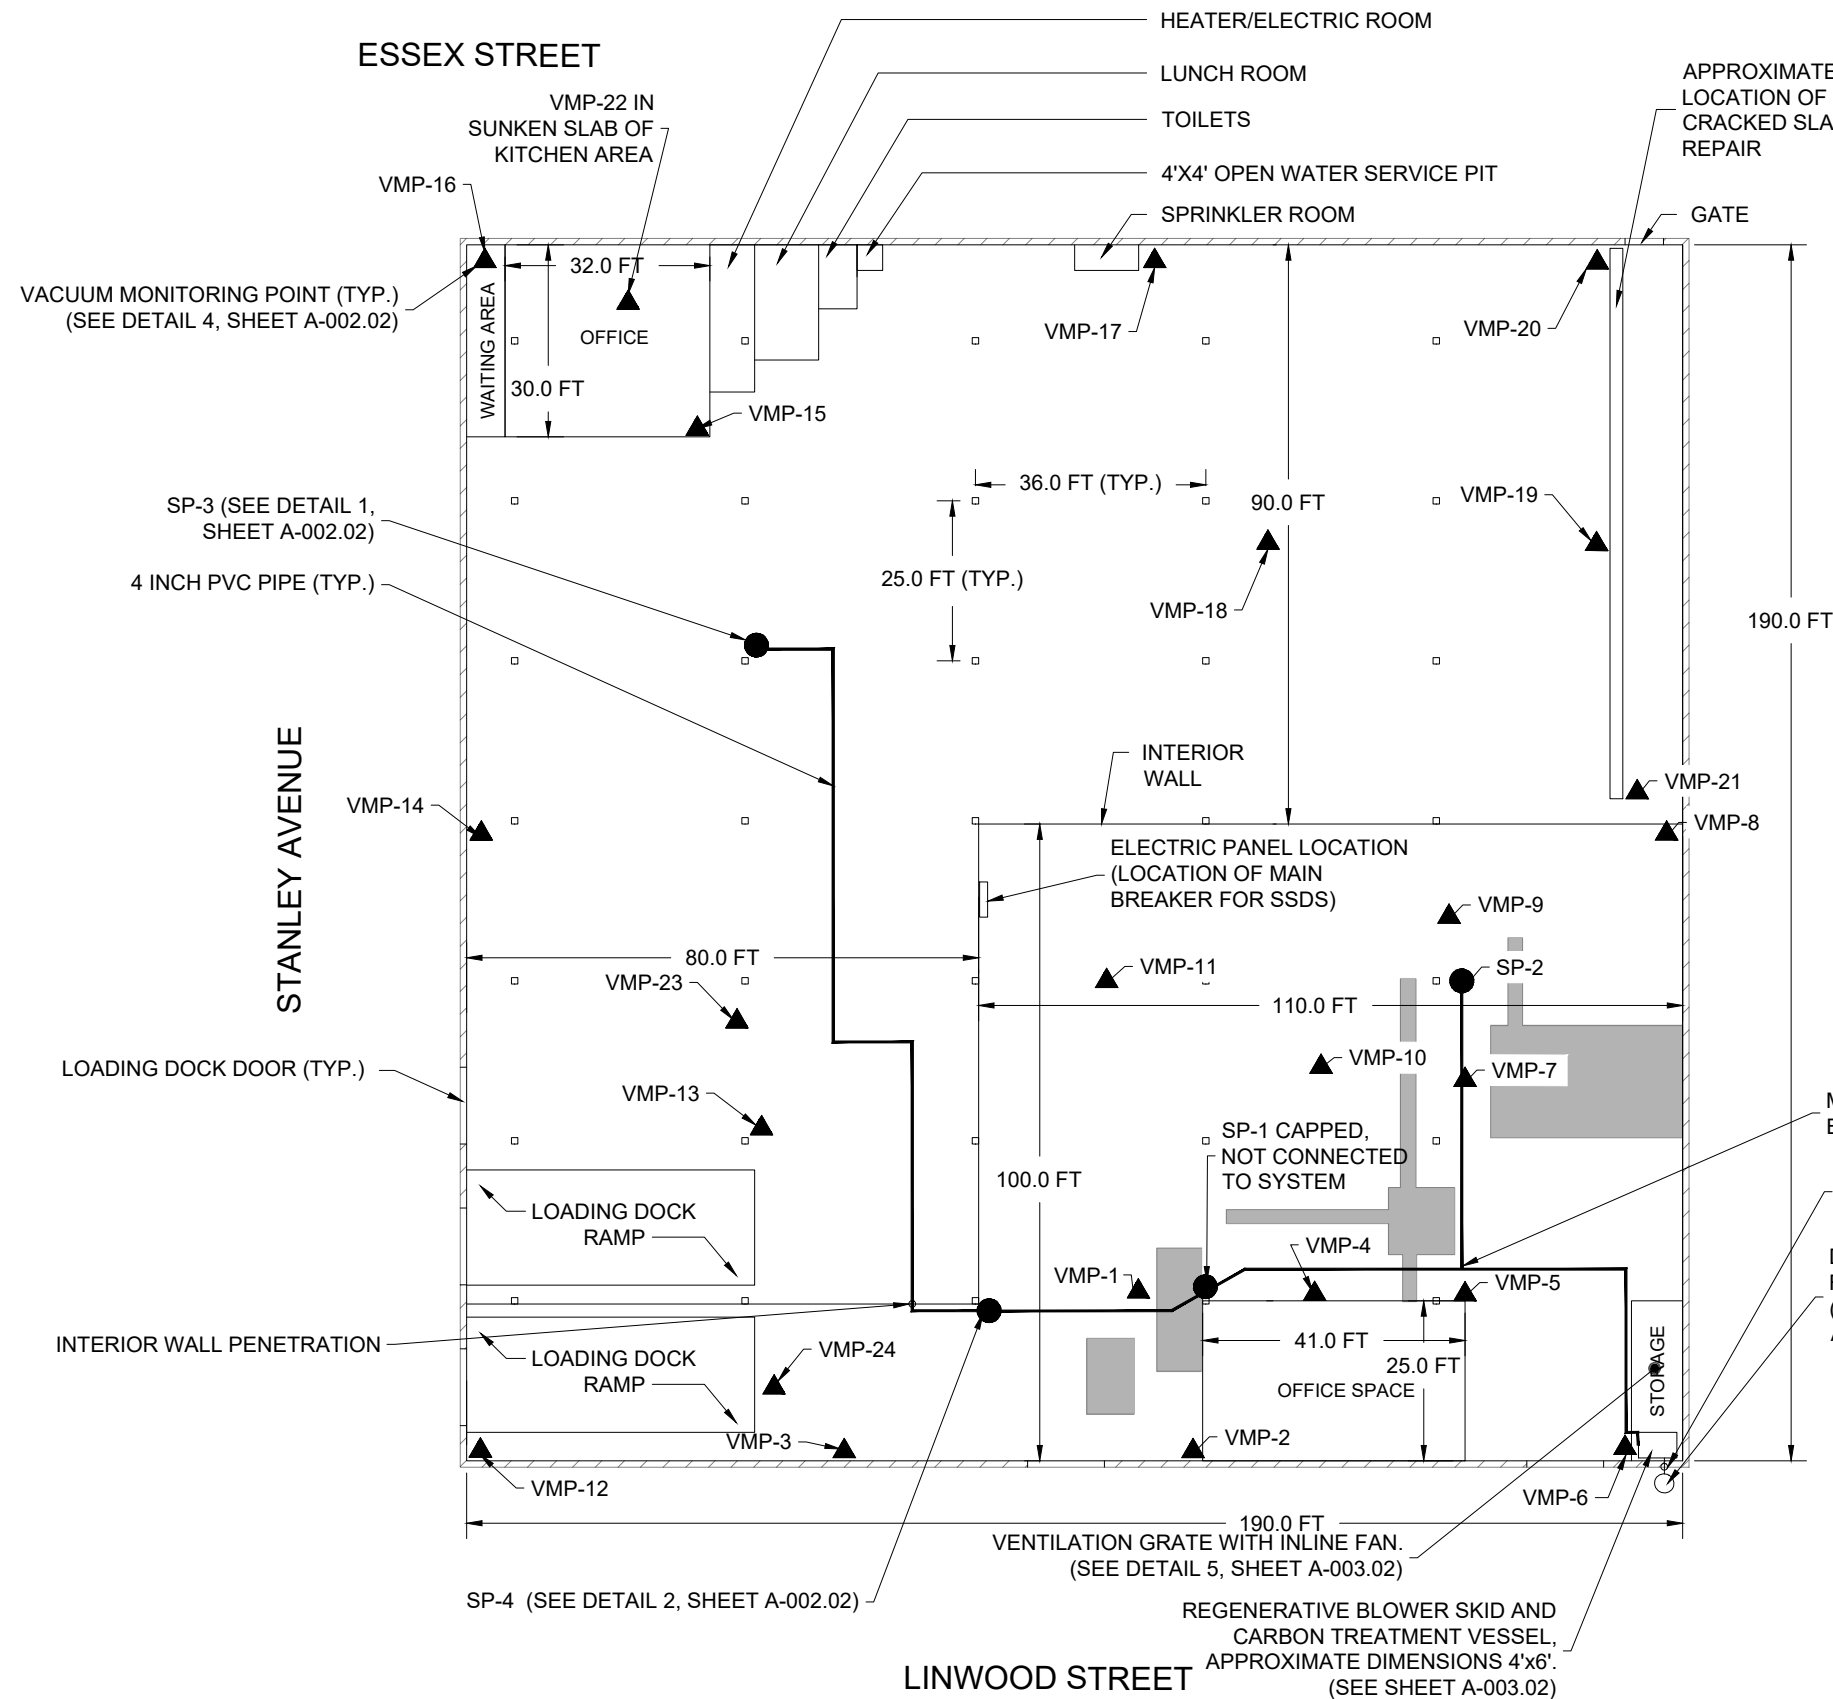 HEATER/ELECTRIC ROOM
ESSEX STREET
LUNCH ROOM
APPROXIMATE
LOCATION OF
CRACKED SLA
REPAIR
VMP-22 IN
SUNKEN SLAB OF
KITCHEN AREA
TOILETS
4'X4' OPEN WATER SERVICE PIT
VMP-16
SPRINKLER ROOM
GATE
32.0 FT
VACUUM MONITORING POINT (TYP.)
(SEE DETAIL 4, SHEET A-002.02)
WAITING AREA
OFFICE
VMP-17
VMP-20
30.0 FT
VMP-15
36.0 FT (TYP.)
90.0 FT
VMP-19
SP-3 (SEE DETAIL 1,
SHEET A-002.02)
4 INCH PVC PIPE (TYP.)
25.0 FT (TYP.)
VMP-18
190.0 FT
STANLEY AVENUE
INTERIOR
WALL
VMP-21
VMP-14
VMP-8
ELECTRIC PANEL LOCATION
(LOCATION OF MAIN
BREAKER FOR SSDS)
VMP-9
80.0 FT
VMP-11
SP-2
VMP-23
110.0 FT
LOADING DOCK DOOR (TYP.)
VMP-10
VMP-7
VMP-13
SP-1 CAPPED,
NOT CONNECTED
TO SYSTEM
100.0 FT
LOADING DOCK
RAMP
VMP-4
VMP-1
VMP-5
INTERIOR WALL PENETRATION
LOADING DOCK
RAMP
VMP-24
41.0 FT
25.0 FT
OFFICE SPACE
STORAGE
VMP-3
VMP-2
VMP-12
VMP-6
190.0 FT
VENTILATION GRATE WITH INLINE FAN.
(SEE DETAIL 5, SHEET A-003.02)
SP-4 (SEE DETAIL 2, SHEET A-002.02)
REGENERATIVE BLOWER SKID AND
CARBON TREATMENT VESSEL,
APPROXIMATE DIMENSIONS 4'x6'.
(SEE SHEET A-003.02)
LINWOOD STREET